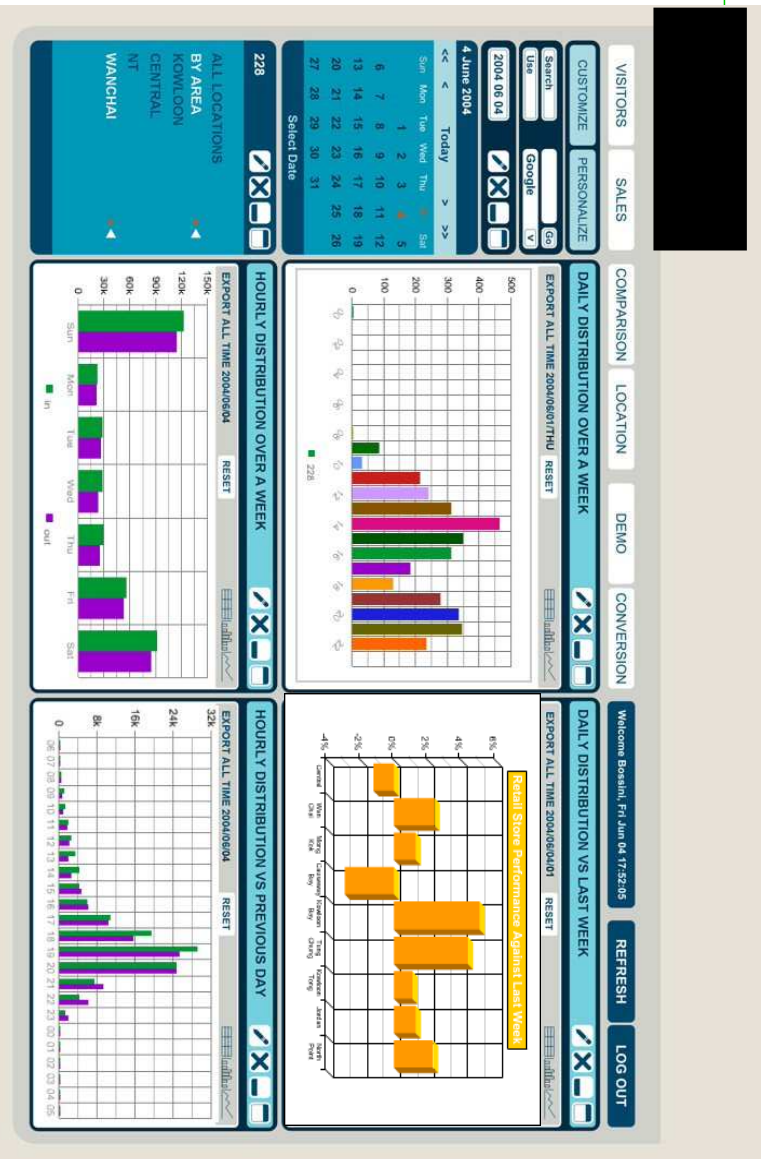 VISITORS
SALES
COMPARISON
LOCATION
DEMO
CONVERSION
Welcome Bossini, Fri Jun 04 17:52:05
REFRESH
LOG OUT
CUSTOMIZE
PERSONALIZE
Search
Go
Use
Google
V
2004 06 04
4 June 2004
<< < Today > >>
Sun Mon Tue Wed Thu Sat
1 2 3 5
6 7 8 9 10 11 12
13 14 15 16 17 18 19
20 21 22 23 24 25 26
27 28 29 30 31
Select Date
228
ALL LOCATIONS
BY AREA
KOWLOON
CENTRAL
NT
WANCHAI
DAILY DISTRIBUTION OVER A WEEK
EXPORT ALL TIME 2004/06/01/THU
RESET
500
400
300
200
100
0
228
DAILY DISTRIBUTION VS LAST WEEK
EXPORT ALL TIME 2004/06/04/01
RESET
Retail Store Performance Against Last Week
6%
4%
2%
0%
-2%
-4%
Central
Wan Chai
Mong Kok
Causeway Bay
Kowloon Bay
Tung Chung
Kowloon Tong
Jordan
North Point
HOURLY DISTRIBUTION OVER A WEEK
EXPORT ALL TIME 2004/06/04
RESET
150k
120k
90k
60k
30k
0
Sun Mon Tue Wed Thu Fri Sat
in
out
HOURLY DISTRIBUTION VS PREVIOUS DAY
EXPORT ALL TIME 2004/06/04
RESET
32k
24k
16k
8k
0
06 07 08 09 10 11 12 13 14 15 16 17 18 19 20 21 22 23 00 01 02 03 04 05